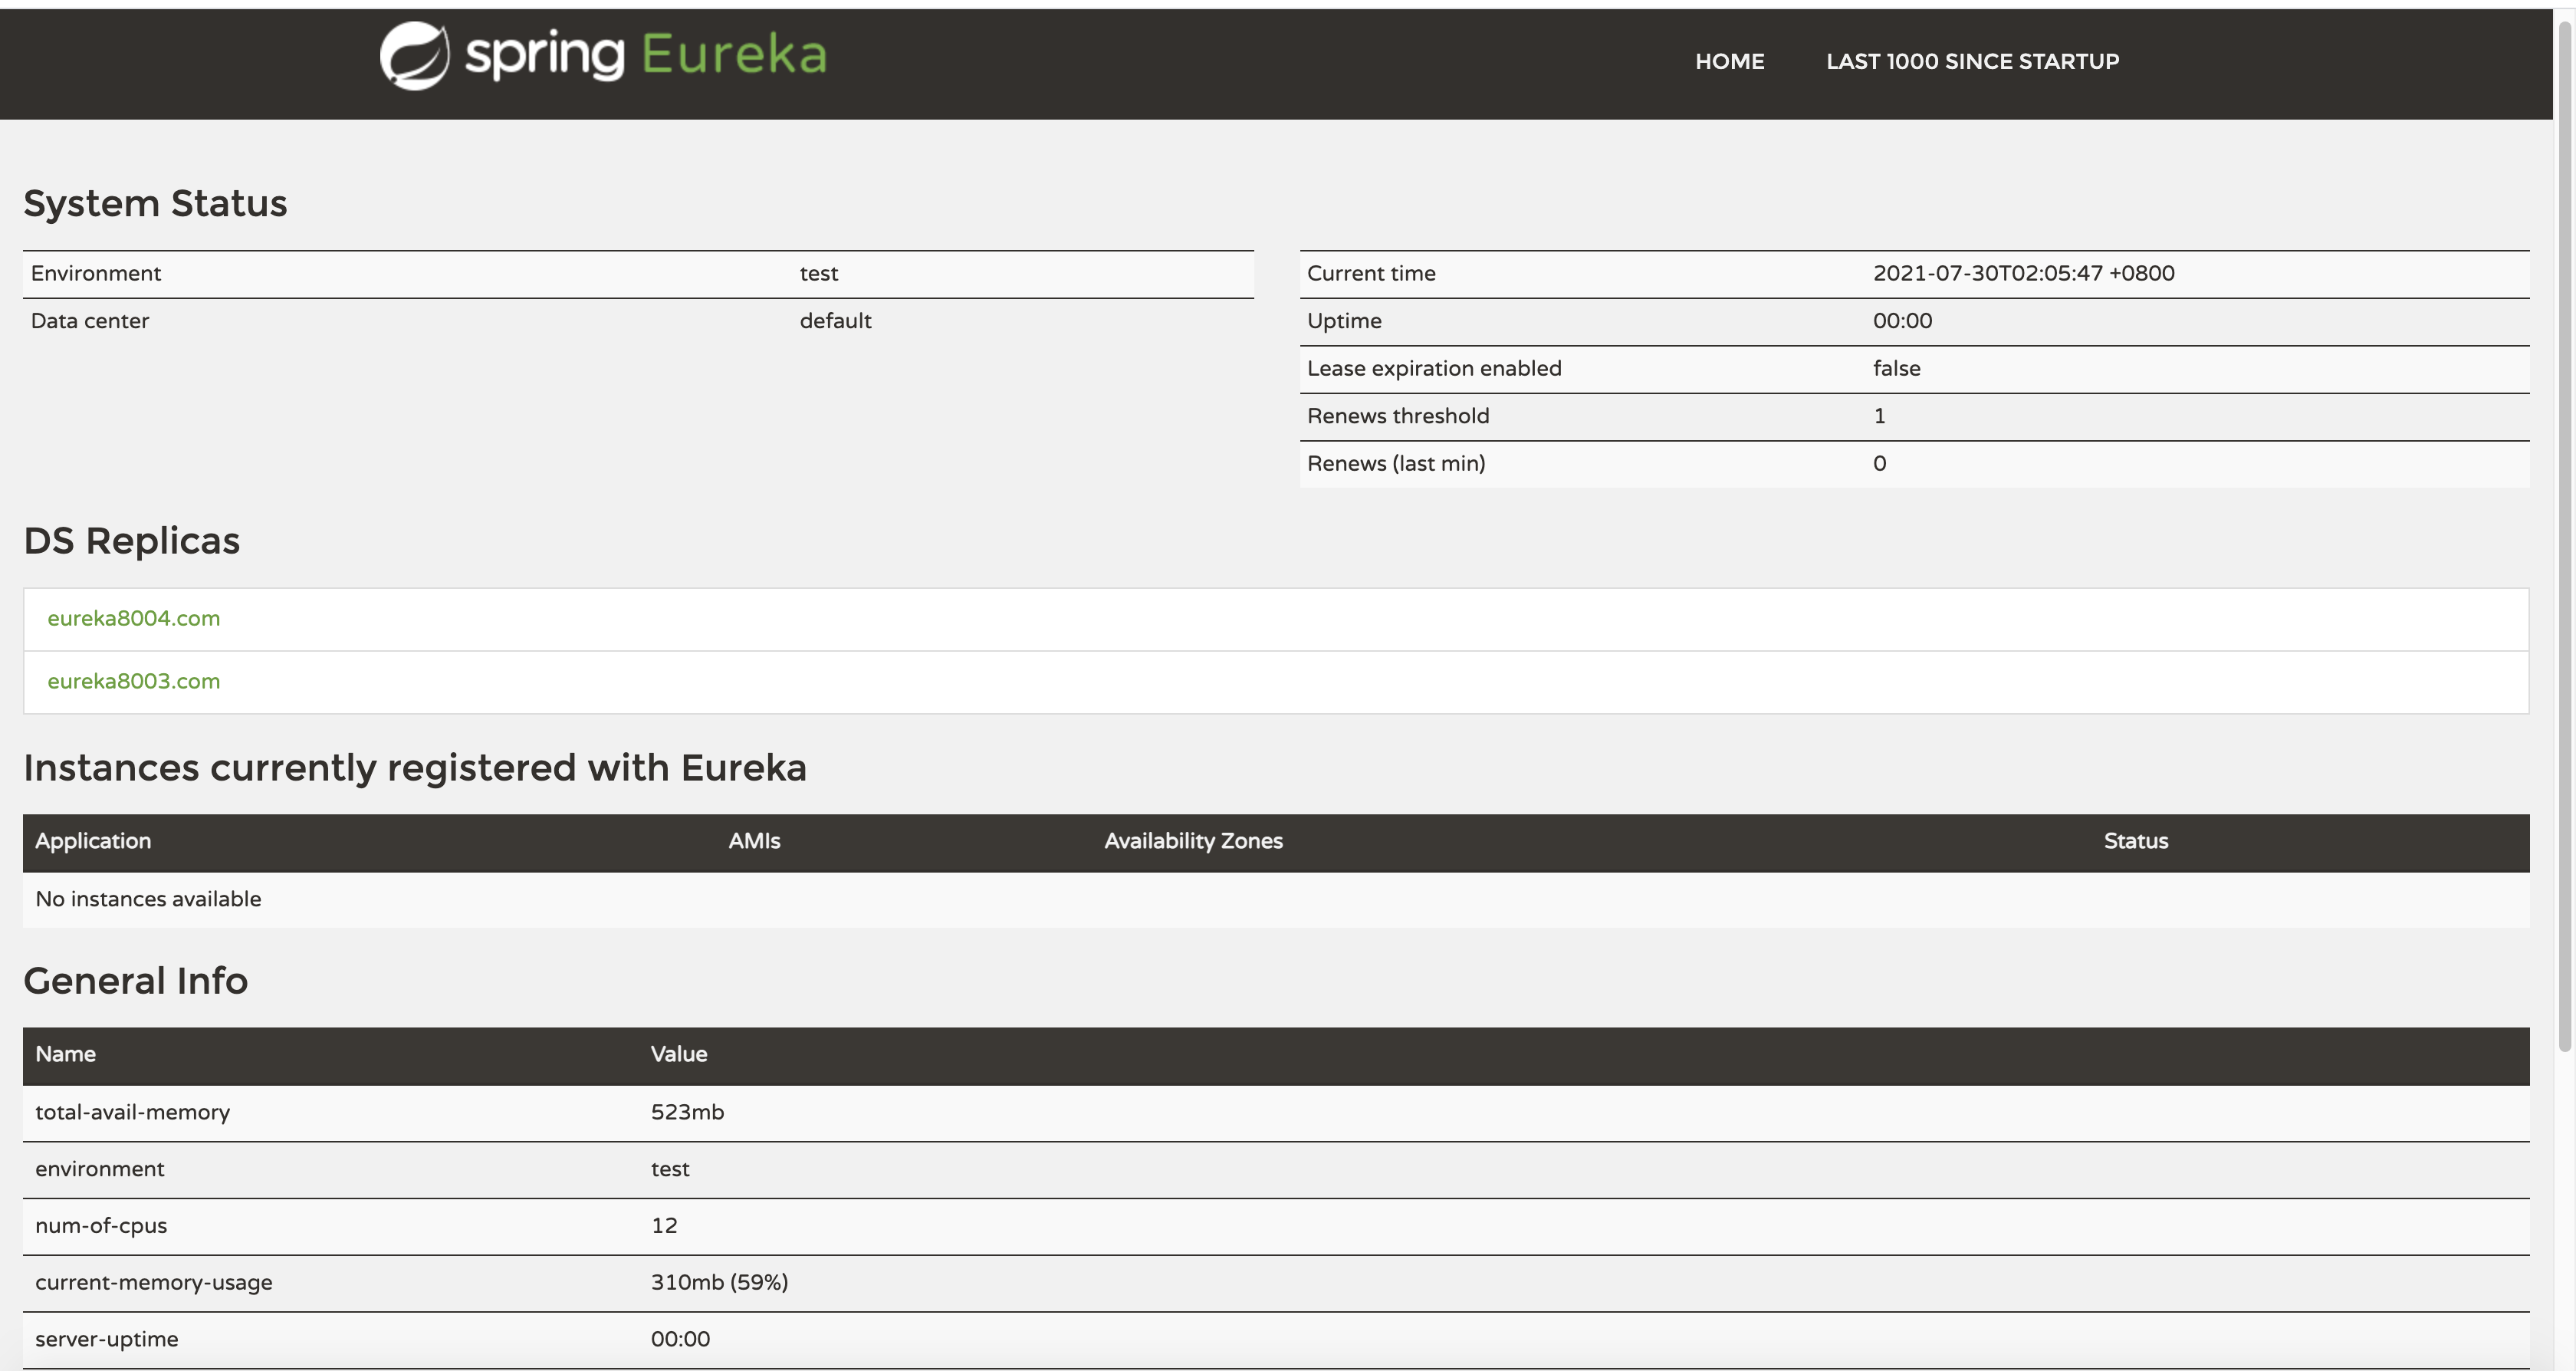 spring Eureka
HOME LAST 1000 SINCE STARTUP
System Status
Environment test
Data center default
Current time 2021-07-30T02:05:47 +0800
Uptime 00:00
Lease expiration enabled false
Renews threshold 1
Renews (last min) 0
DS Replicas
eureka8004.com
eureka8003.com
Instances currently registered with Eureka
Application AMIs Availability Zones Status
No instances available
General Info
Name Value
total-avail-memory 523mb
environment test
num-of-cpus 12
current-memory-usage 310mb (59%)
server-uptime 00:00